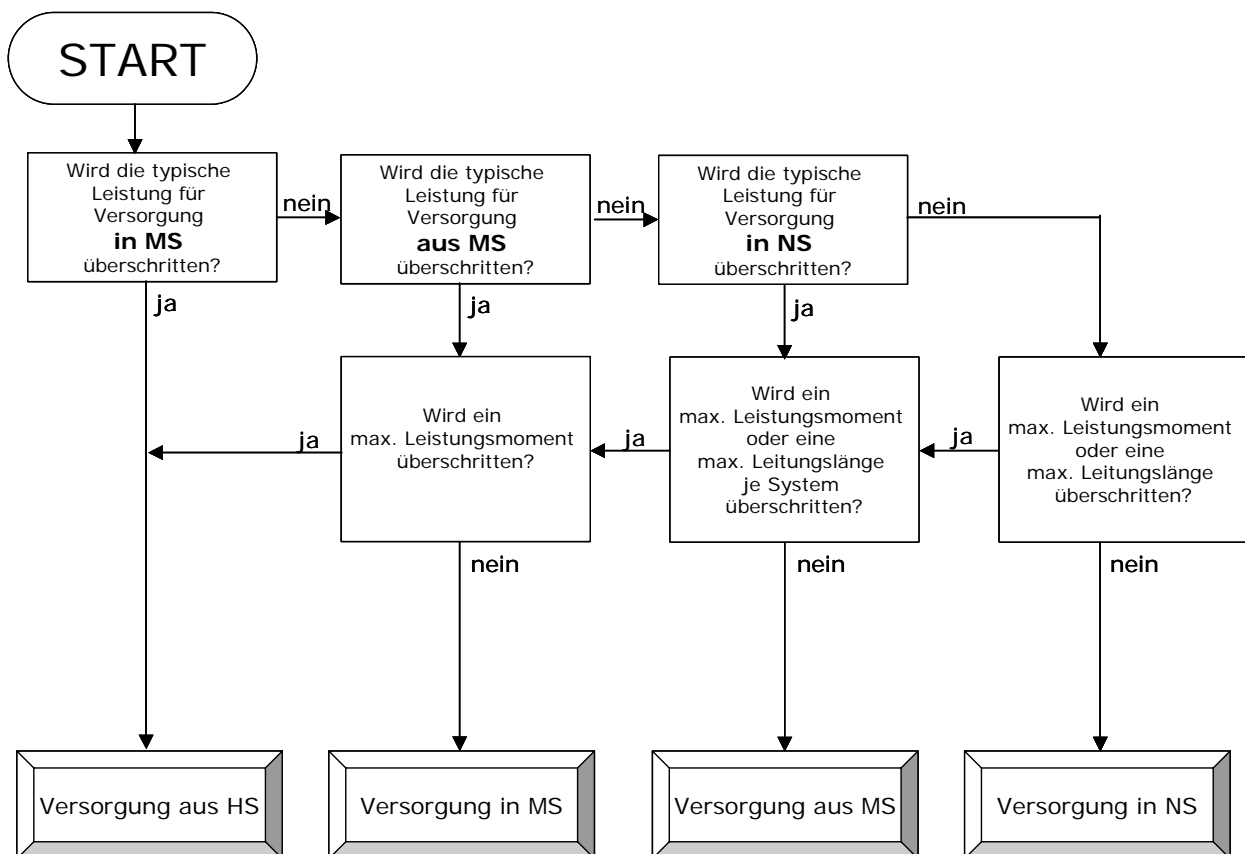 START
Wird die typische
Leistung für
Versorgung
in MS
überschritten?
nein
Wird die typische
Leistung für
Versorgung
aus MS
überschritten?
nein
Wird die typische
Leistung für
Versorgung
in NS
überschritten?
nein
ja
ja
ja
Wird ein
max. Leistungsmoment
überschritten?
ja
Wird ein
max. Leistungsmoment
oder eine
max. Leitungslänge
je System
überschritten?
ja
Wird ein
max. Leistungsmoment
oder eine
max. Leitungslänge
überschritten?
ja
nein
nein
nein
Versorgung aus HS
Versorgung in MS
Versorgung aus MS
Versorgung in NS